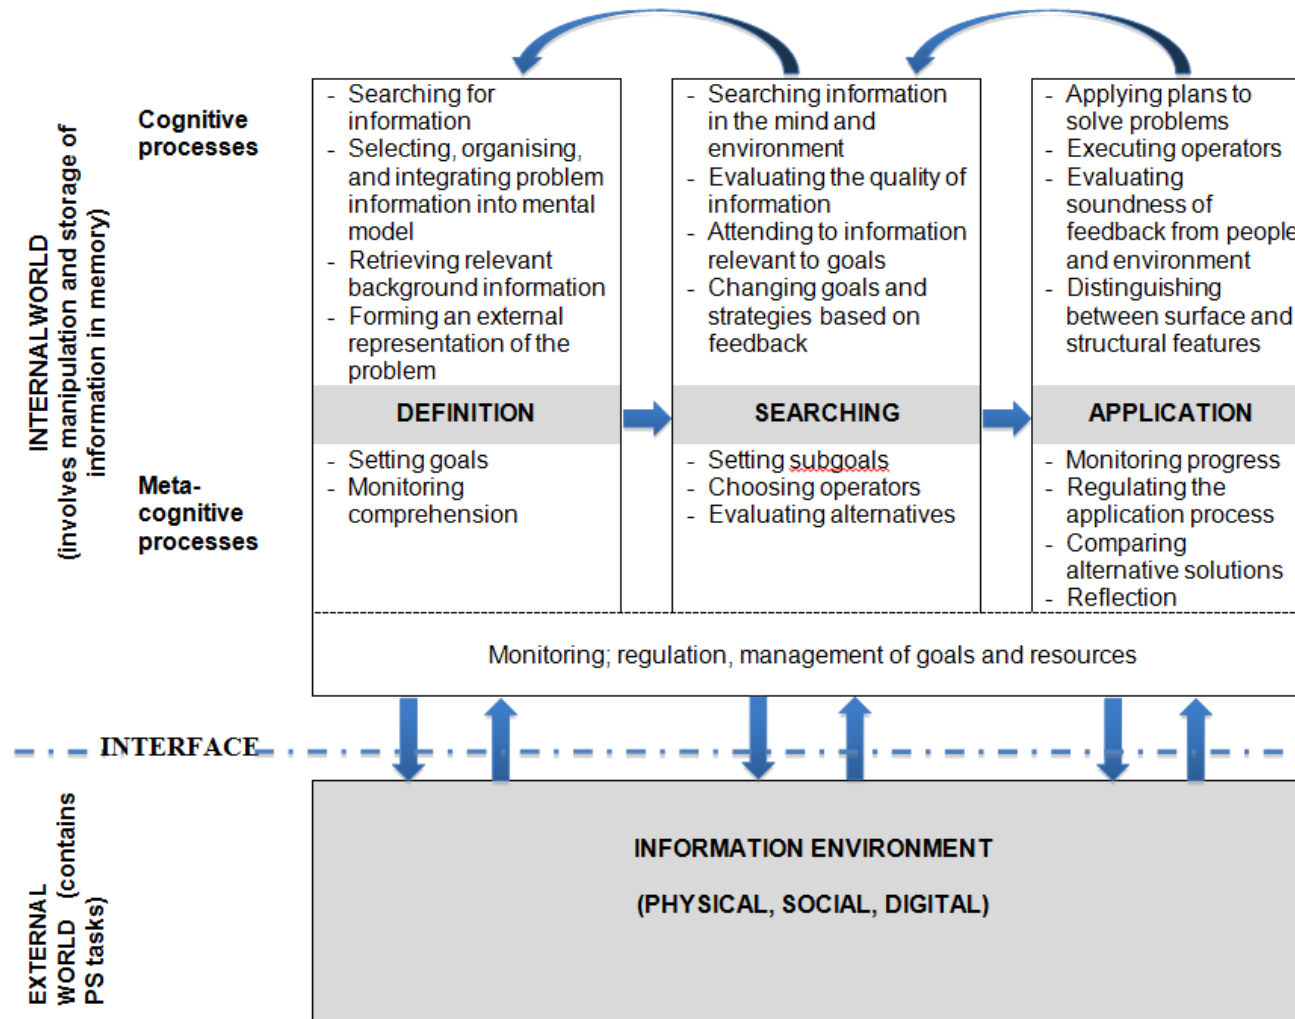 INTERNAL WORLD
(involves manipulation and storage of
information in memory)
Cognitive
processes
- Searching for
information
- Selecting, organising,
and integrating problem
information into mental
model
- Retrieving relevant
background information
- Forming an external
representation of the
problem
- Searching information
in the mind and
environment
- Evaluating the quality of
information
- Attending to information
relevant to goals
- Changing goals and
strategies based on
feedback
- Applying plans to
solve problems
- Executing operators
- Evaluating
soundness of
feedback from people
and environment
- Distinguishing
between surface and
structural features
DEFINITION
SEARCHING
APPLICATION
Meta-
cognitive
processes
- Setting goals
- Monitoring
comprehension
- Setting subgoals
- Choosing operators
- Evaluating alternatives
- Monitoring progress
- Regulating the
application process
- Comparing
alternative solutions
- Reflection
Monitoring; regulation, management of goals and resources
INTERFACE
EXTERNAL
WORLD (contains
PS tasks)
INFORMATION ENVIRONMENT
(PHYSICAL, SOCIAL, DIGITAL)